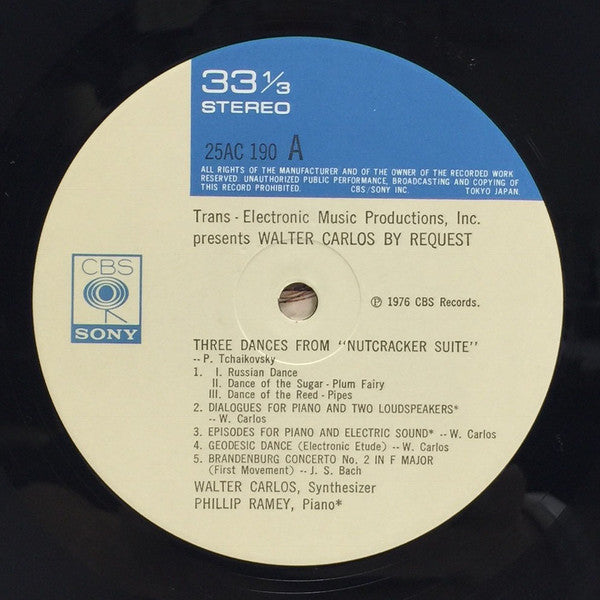 33 1/3
STEREO
25AC 190 A
ALL RIGHTS OF THE MANUFACTURER AND OF THE OWNER OF THE RECORDED WORK
RESERVED. UNAUTHORIZED PUBLIC PERFORMANCE, BROADCASTING AND COPYING OF
THIS RECORD PROHIBITED. CBS/SONY INC. TOKYO JAPAN.
Trans - Electronic Music Productions, Inc.
presents WALTER CARLOS BY REQUEST
CBS
SONY
℗ 1976 CBS Records.
THREE DANCES FROM "NUTCRACKER SUITE"
-- P. Tchaikovsky
1. I. Russian Dance
II. Dance of the Sugar - Plum Fairy
III. Dance of the Reed - Pipes
2. DIALOGUES FOR PIANO AND TWO LOUDSPEAKERS*
-- W. Carlos
3. EPISODES FOR PIANO AND ELECTRIC SOUND* -- W. Carlos
4. GEODESIC DANCE (Electronic Etude) -- W. Carlos
5. BRANDENBURG CONCERTO No. 2 IN F MAJOR
(First Movement) -- J. S. Bach
WALTER CARLOS, Synthesizer
PHILLIP RAMEY, Piano*